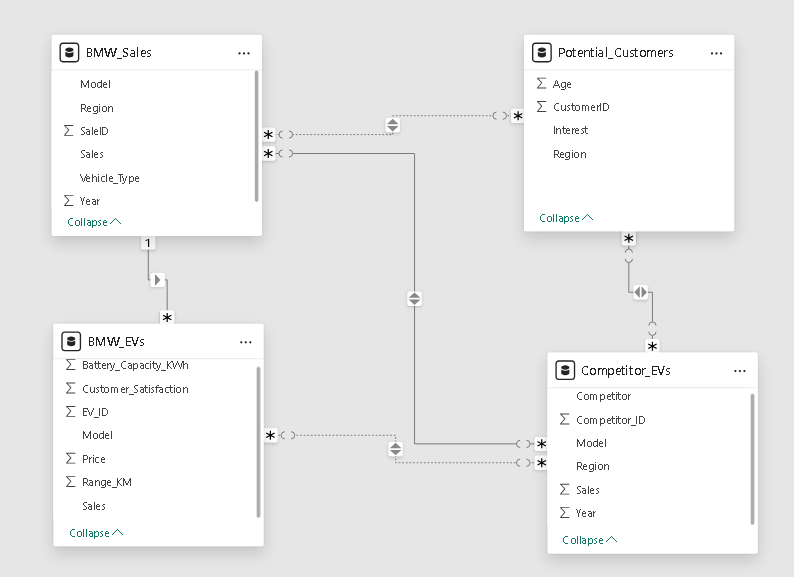 BMW_Sales
Model
Region
SaleID
Sales
Vehicle_Type
Year
Collapse
Potential_Customers
Age
CustomerID
Interest
Region
Collapse
1
BMW_EVs
Battery_Capacity_KWh
Customer_Satisfaction
EV_ID
Model
Price
Range_KM
Sales
Collapse
Competitor_EVs
Competitor
Competitor_ID
Model
Region
Sales
Year
Collapse